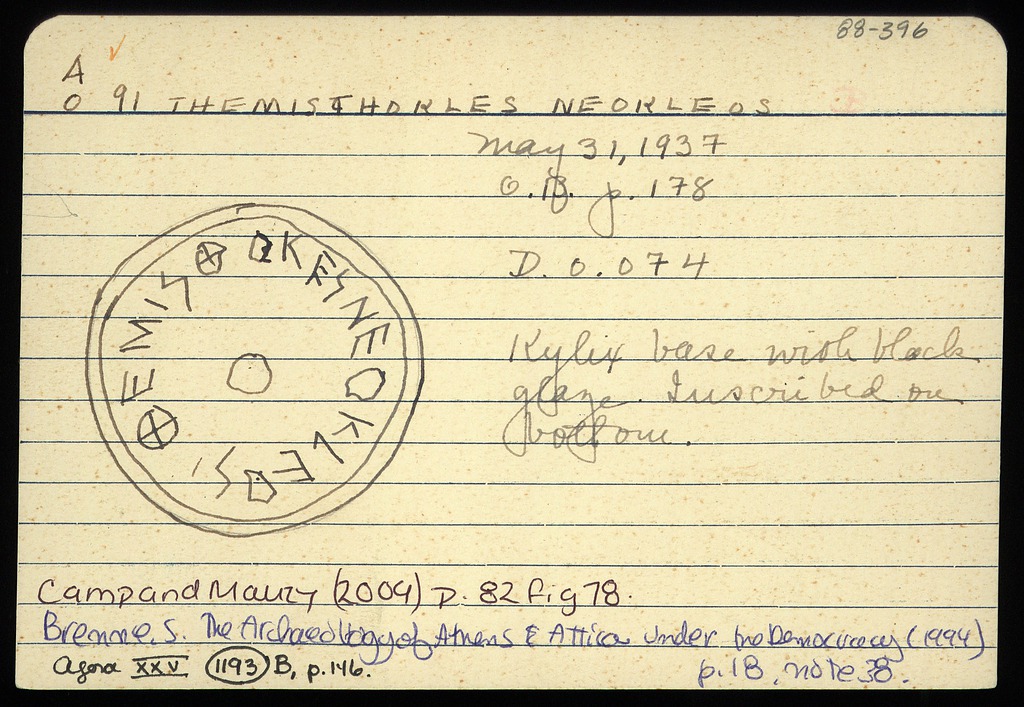 88-396
A
O 91 THEMISTHOKLES NEOKLEOS
May 31, 1937
O.B. p. 178
D. 0.074
Kylix base with black
glaze. Inscribed on
bottom.
Camp and Mauzy (2009) p. 82 fig 78.
Brenne, S. The Archaeology of Athens & Attica under the Democracy (1994)
p. 18, note 38.
Agora XXV 1193 B, p. 146.